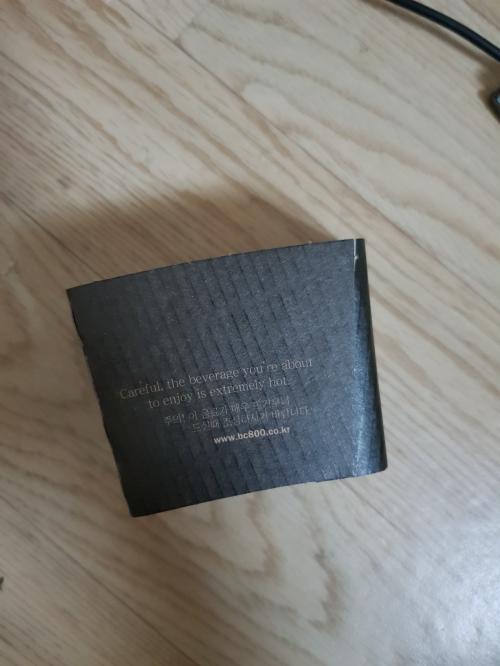 Careful, the beverage you're about
to enjoy is extremely hot.
주의! 이 음료가 매우 뜨거우니
드실때 조심하시기 바랍니다.
www.bc800.co.kr